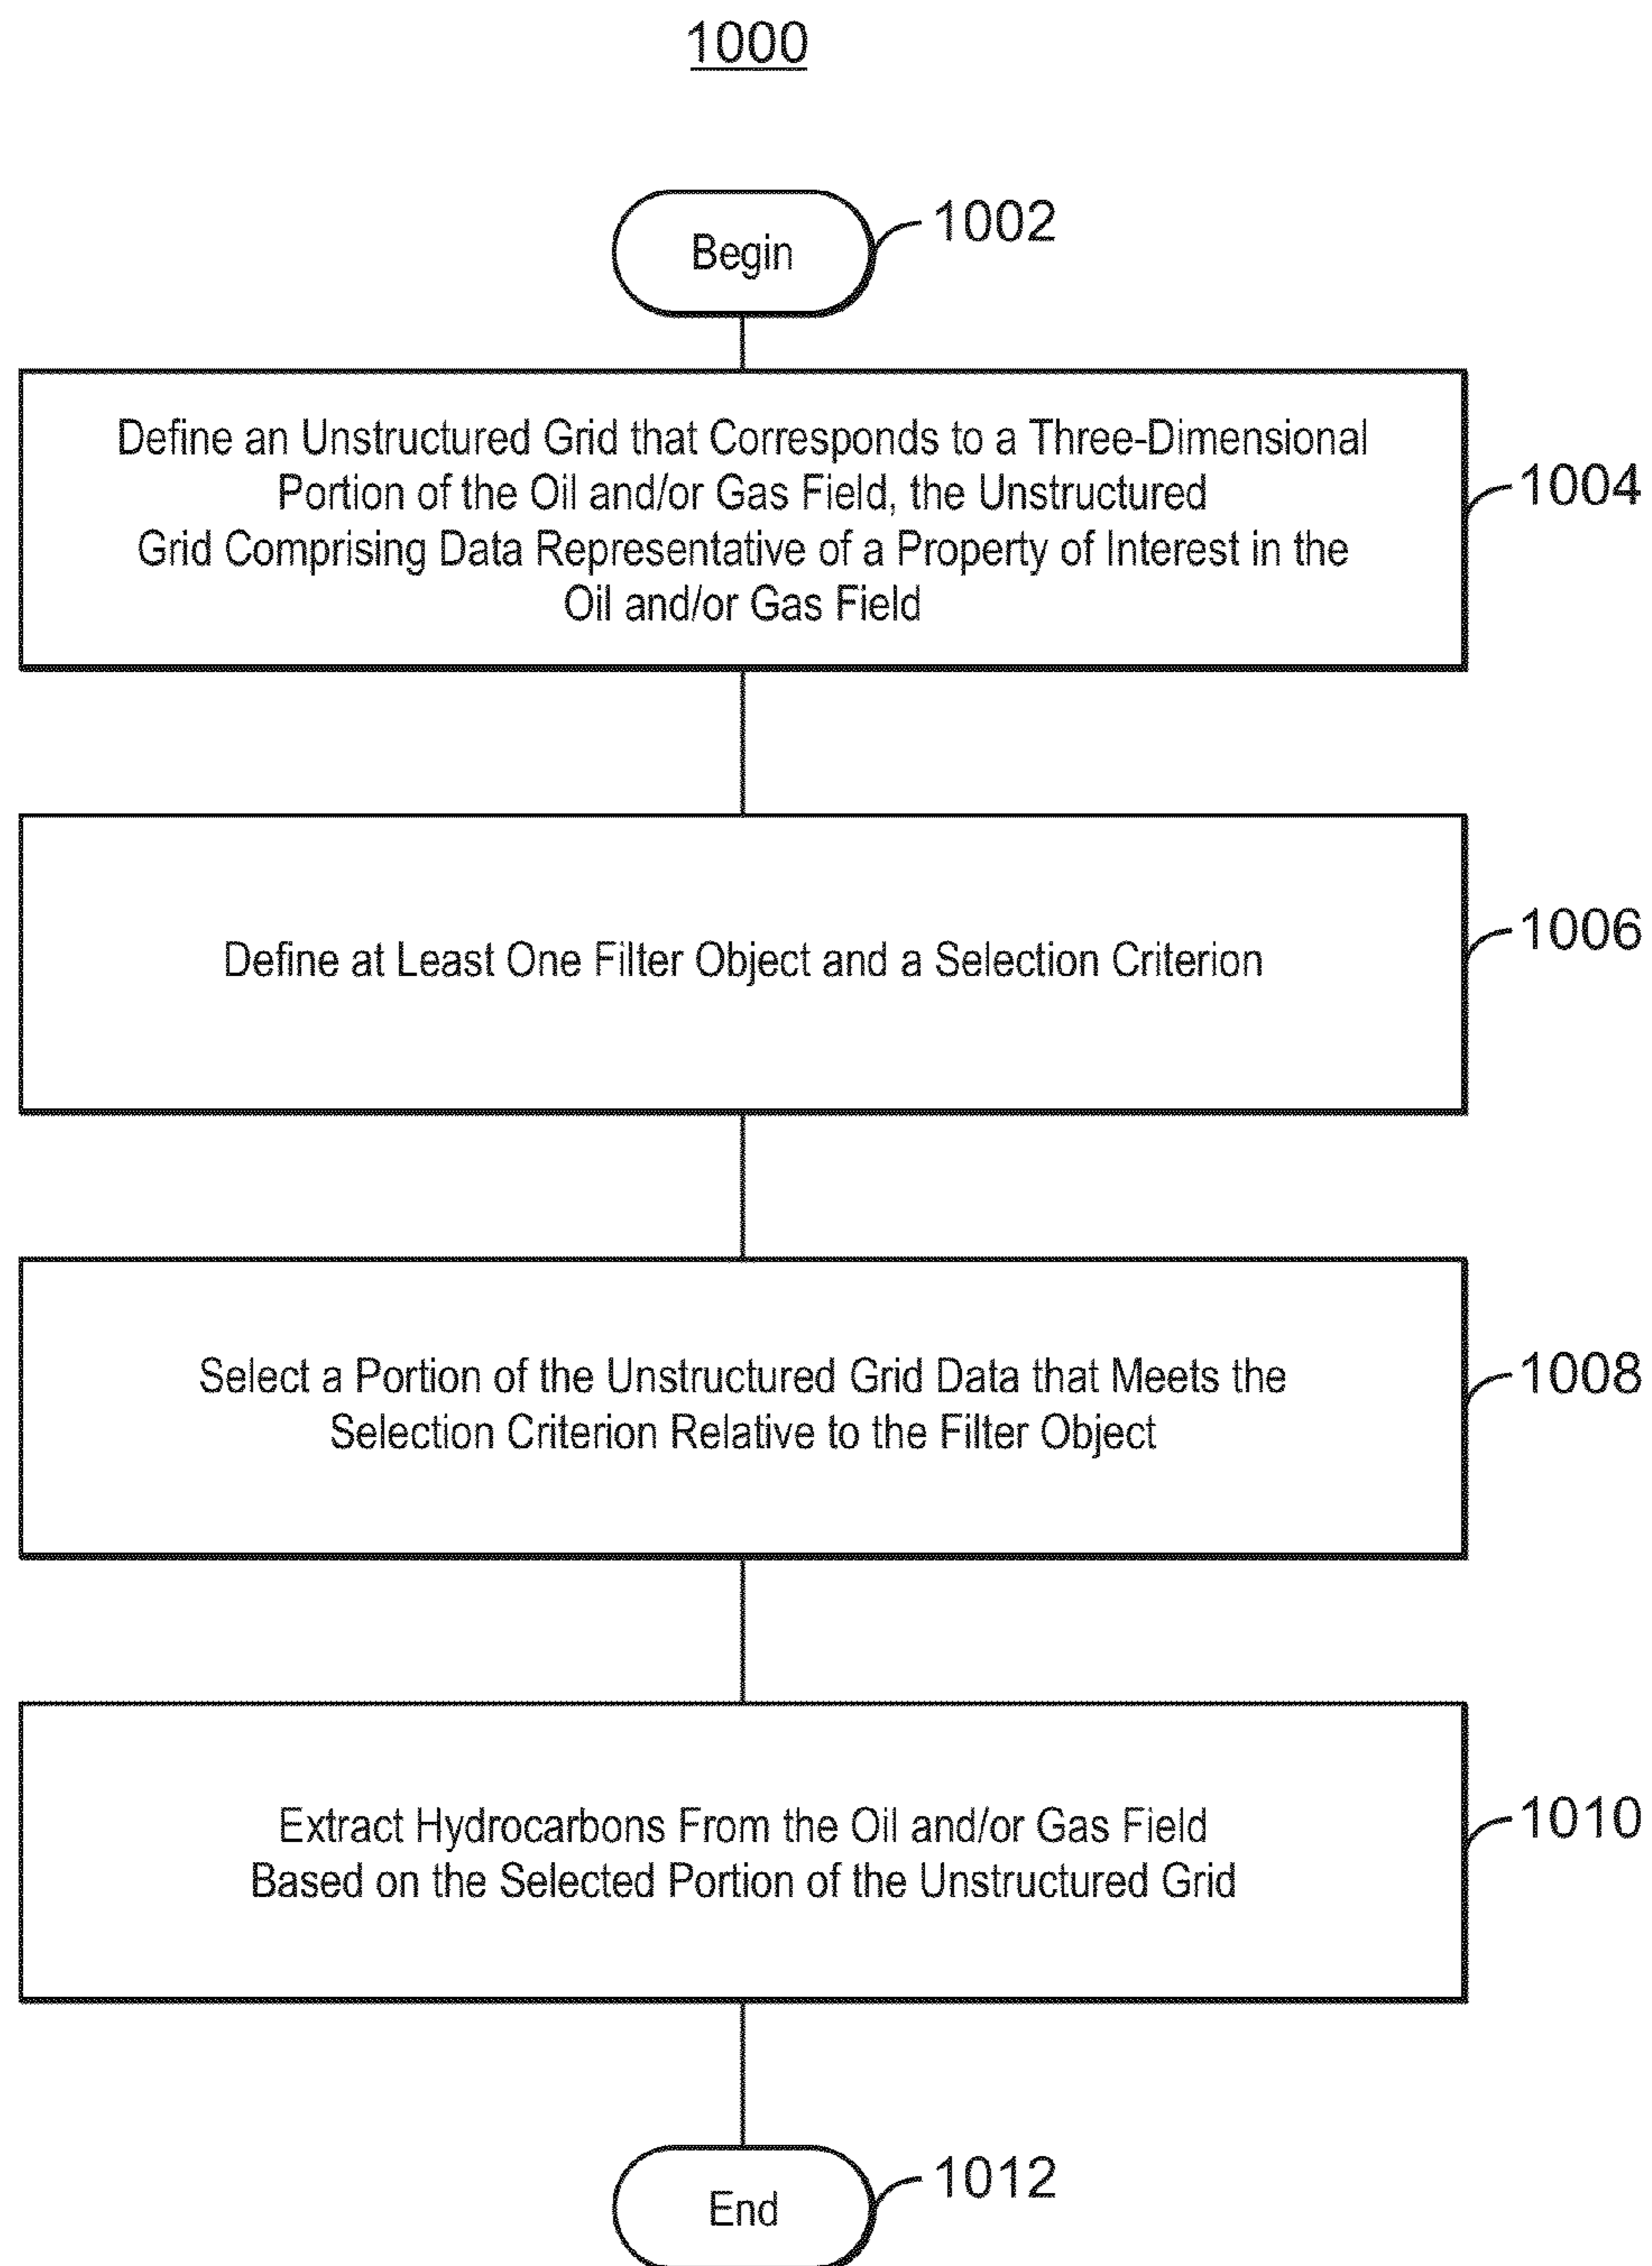 1000
Begin
1002
Define an Unstructured Grid that Corresponds to a Three-Dimensional
Portion of the Oil and/or Gas Field, the Unstructured
Grid Comprising Data Representative of a Property of Interest in the
Oil and/or Gas Field
1004
Define at Least One Filter Object and a Selection Criterion
1006
Select a Portion of the Unstructured Grid Data that Meets the
Selection Criterion Relative to the Filter Object
1008
Extract Hydrocarbons From the Oil and/or Gas Field
Based on the Selected Portion of the Unstructured Grid
1010
End
1012